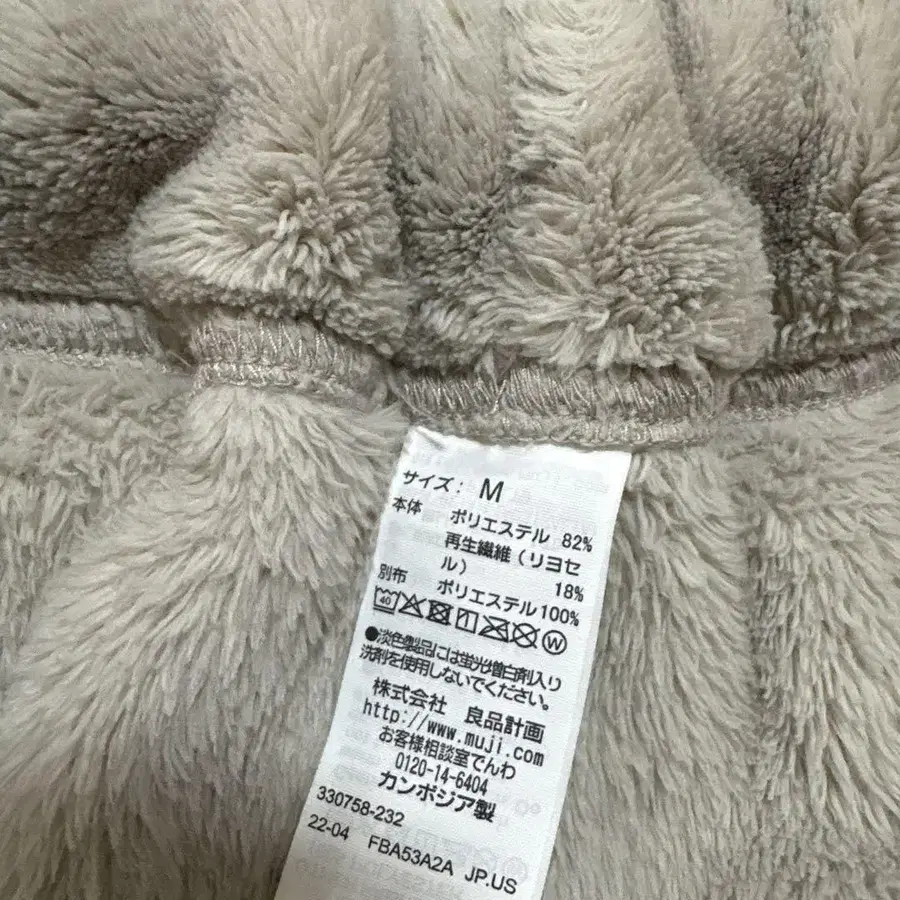 サイズ: M
本体 ポリエステル 82%
再生繊維(リヨセ
ル) 18%
別布 ポリエステル100%
40 W
●淡色製品には蛍光増白剤入り
洗剤を使用しないでください。
株式会社 良品計画
http://www.muji.com
お客様相談室でんわ
0120-14-6404
カンボジア製
330758-232
22-04 FBA53A2A JP.US